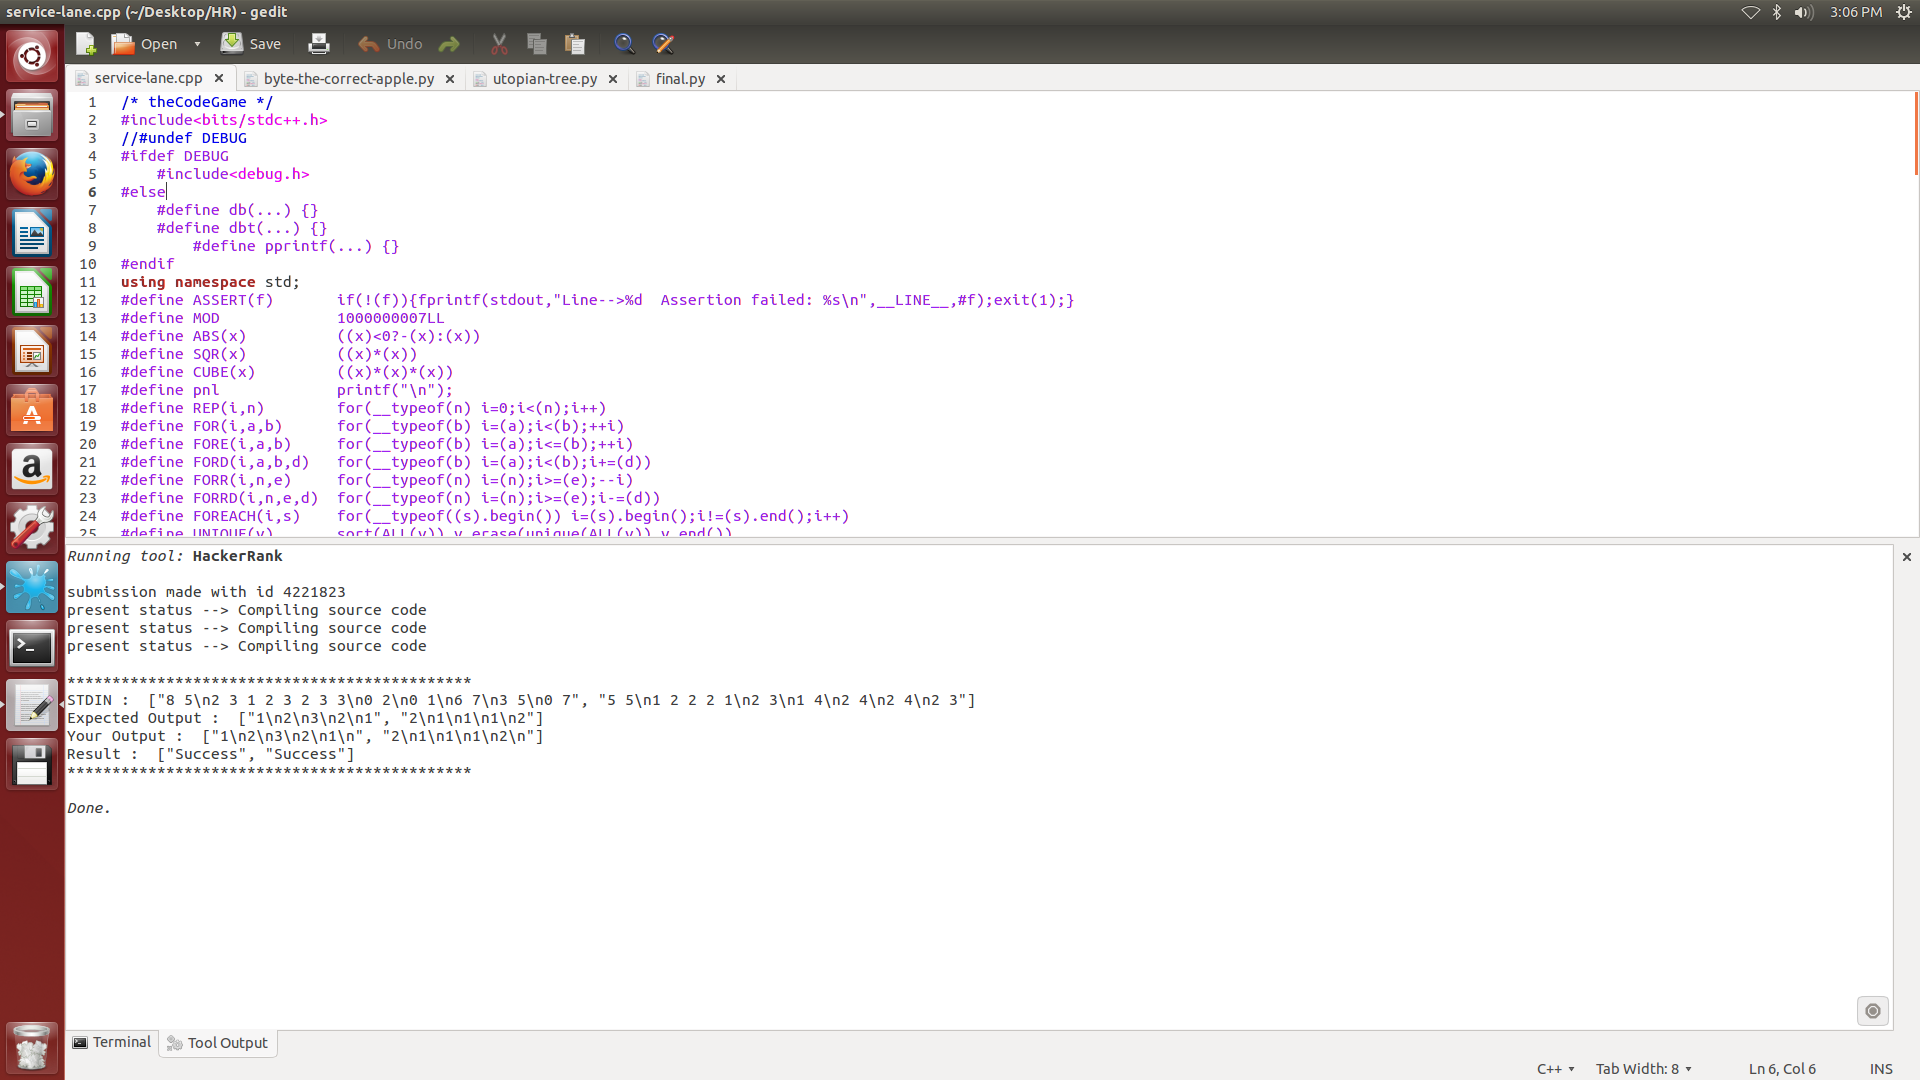 service-lane.cpp (~/Desktop/HR) - gedit
3:06 PM
Open
Save
Undo
service-lane.cpp
byte-the-correct-apple.py
utopian-tree.py
final.py
1 /* theCodeGame */
2 #include<bits/stdc++.h>
3 //#undef DEBUG
4 #ifdef DEBUG
5     #include<debug.h>
6 #else
7     #define db(...) {}
8     #define dbt(...) {}
9         #define pprintf(...) {}
10 #endif
11 using namespace std;
12 #define ASSERT(f)       if(!(f)){fprintf(stdout,"Line-->%d  Assertion failed: %s\n",__LINE__,#f);exit(1);}
13 #define MOD             1000000007LL
14 #define ABS(x)          ((x)<0?-(x):(x))
15 #define SQR(x)          ((x)*(x))
16 #define CUBE(x)         ((x)*(x)*(x))
17 #define pnl             printf("\n");
18 #define REP(i,n)        for(__typeof(n) i=0;i<(n);i++)
19 #define FOR(i,a,b)      for(__typeof(b) i=(a);i<(b);++i)
20 #define FORE(i,a,b)     for(__typeof(b) i=(a);i<=(b);++i)
21 #define FORD(i,a,b,d)   for(__typeof(b) i=(a);i<(b);i+=(d))
22 #define FORR(i,n,e)     for(__typeof(n) i=(n);i>=(e);--i)
23 #define FORRD(i,n,e,d)  for(__typeof(n) i=(n);i>=(e);i-=(d))
24 #define FOREACH(i,s)    for(__typeof((s).begin()) i=(s).begin();i!=(s).end();i++)
25 #define UNIQUE(v)       sort(ALL(v)),v.erase(unique(ALL(v)),v.end())
Running tool: HackerRank
submission made with id 4221823
present status --> Compiling source code
present status --> Compiling source code
present status --> Compiling source code
*********************************************
STDIN :  ["8 5\n2 3 1 2 3 2 3 3\n0 2\n0 1\n6 7\n3 5\n0 7", "5 5\n1 2 2 2 1\n2 3\n1 4\n2 4\n2 4\n2 3"]
Expected Output :  ["1\n2\n3\n2\n1", "2\n1\n1\n1\n2"]
Your Output :  ["1\n2\n3\n2\n1\n", "2\n1\n1\n1\n2\n"]
Result :  ["Success", "Success"]
*********************************************
Done.
Terminal
Tool Output
C++
Tab Width: 8
Ln 6, Col 6
INS